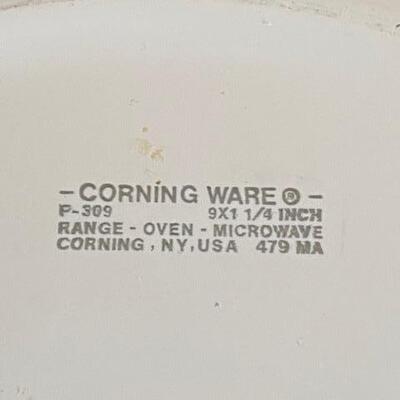 - CORNING WARE ® -
P-309 9X1 1/4 INCH
RANGE - OVEN - MICROWAVE
CORNING, NY, USA 479 MA